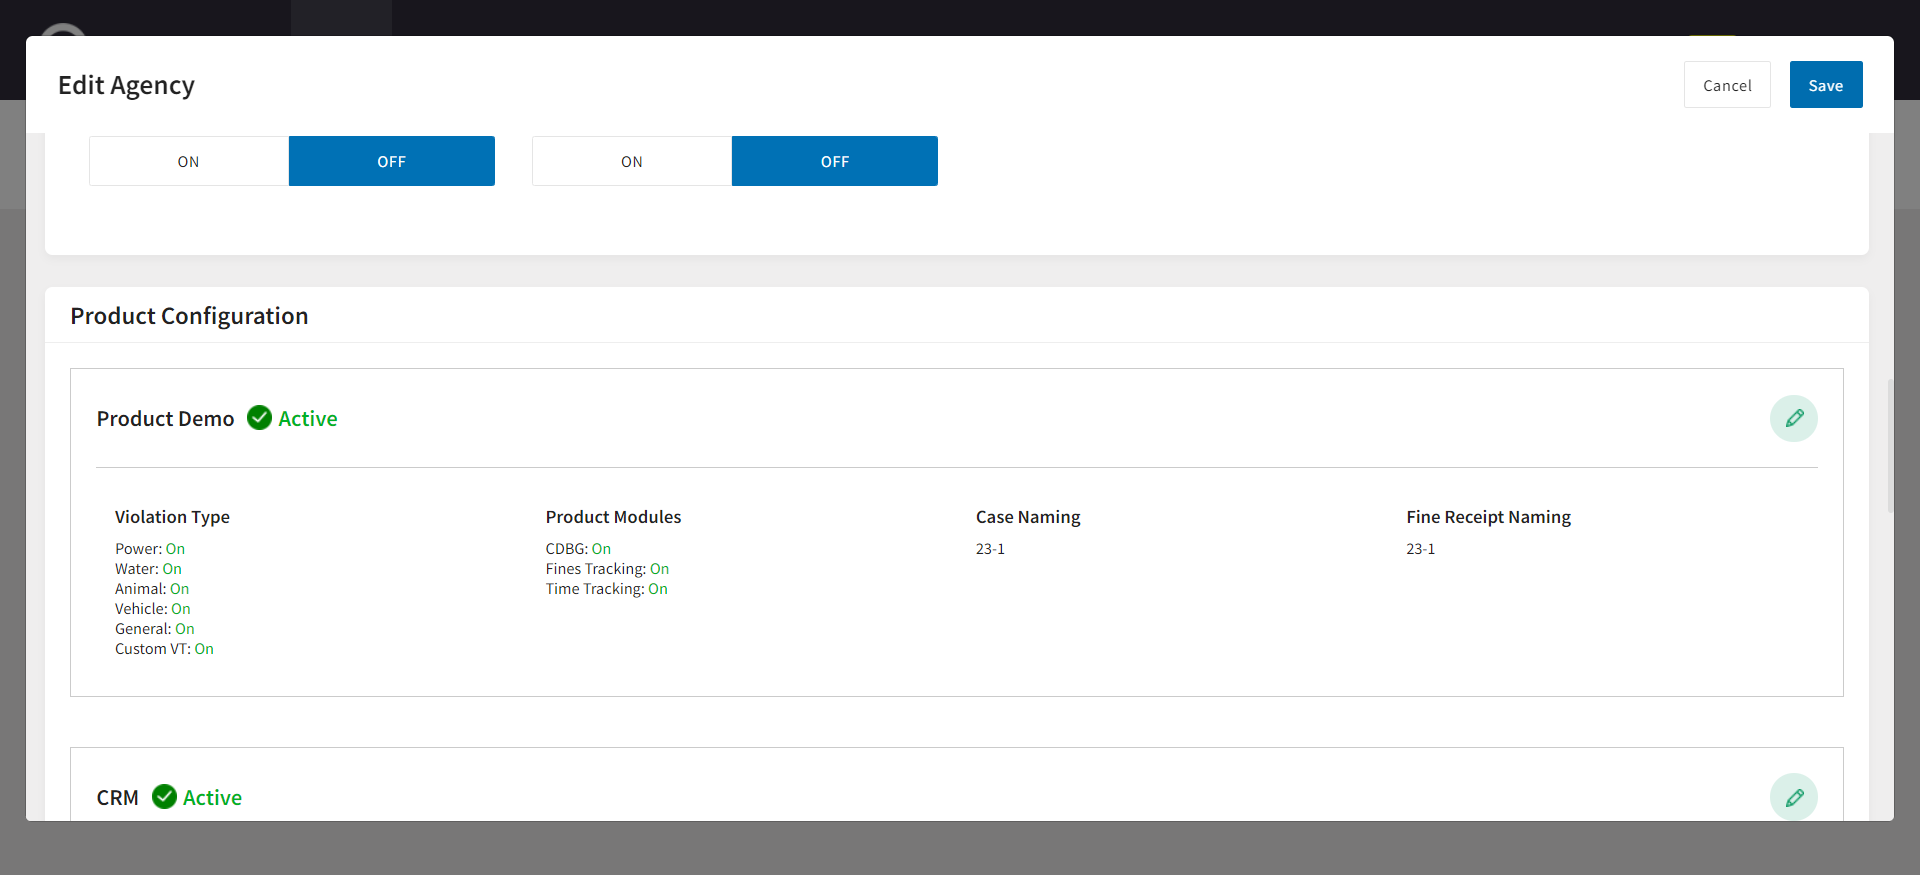 Edit Agency
Cancel
Save
ON OFF ON OFF
Product Configuration
Product Demo Active
Violation Type
Power: On
Water: On
Animal: On
Vehicle: On
General: On
Custom VT: On
Product Modules
CDBG: On
Fines Tracking: On
Time Tracking: On
Case Naming
23-1
Fine Receipt Naming
23-1
CRM Active